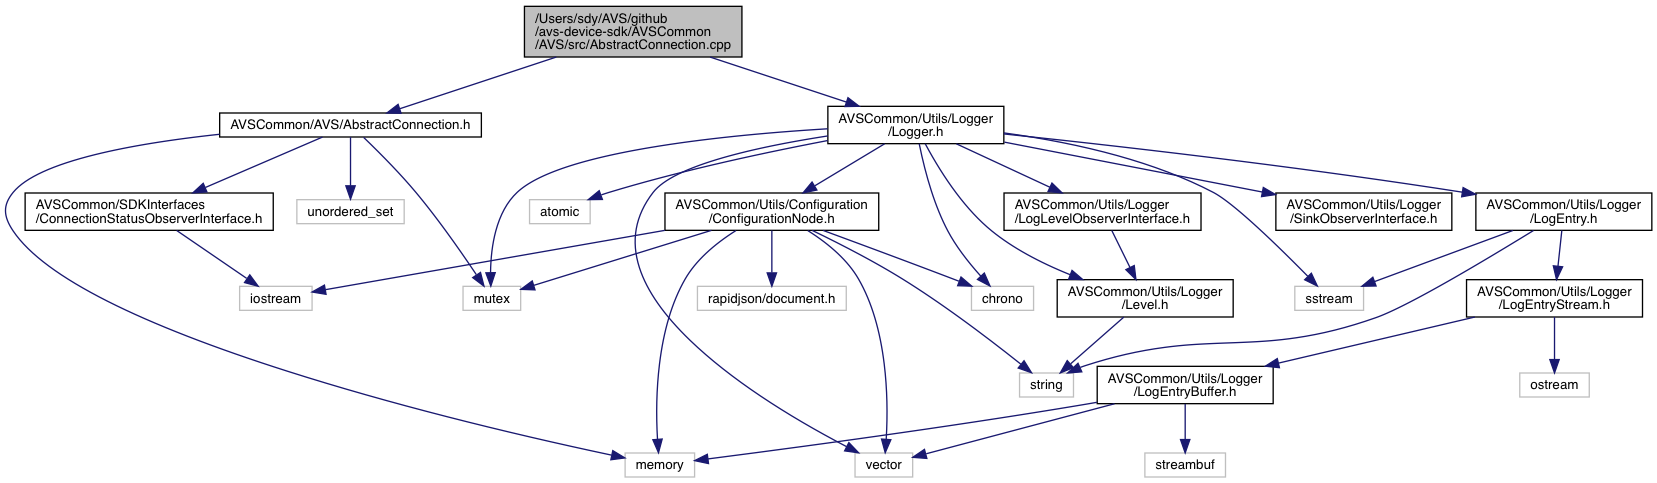 /Users/sdy/AVS/github
/avs-device-sdk/AVSCommon
/AVS/src/AbstractConnection.cpp
AVSCommon/AVS/AbstractConnection.h
AVSCommon/Utils/Logger
/Logger.h
AVSCommon/SDKInterfaces
/ConnectionStatusObserverInterface.h
unordered_set
atomic
AVSCommon/Utils/Configuration
/ConfigurationNode.h
AVSCommon/Utils/Logger
/LogLevelObserverInterface.h
AVSCommon/Utils/Logger
/SinkObserverInterface.h
AVSCommon/Utils/Logger
/LogEntry.h
iostream
mutex
rapidjson/document.h
chrono
AVSCommon/Utils/Logger
/Level.h
sstream
AVSCommon/Utils/Logger
/LogEntryStream.h
string
AVSCommon/Utils/Logger
/LogEntryBuffer.h
ostream
memory
vector
streambuf